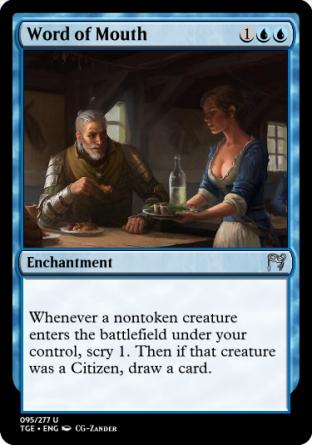 Word of Mouth 1
Enchantment
Whenever a nontoken creature
enters the battlefield under your
control, scry 1. Then if that creature
was a Citizen, draw a card.
095/277 U
TGE • ENG CG-Zander